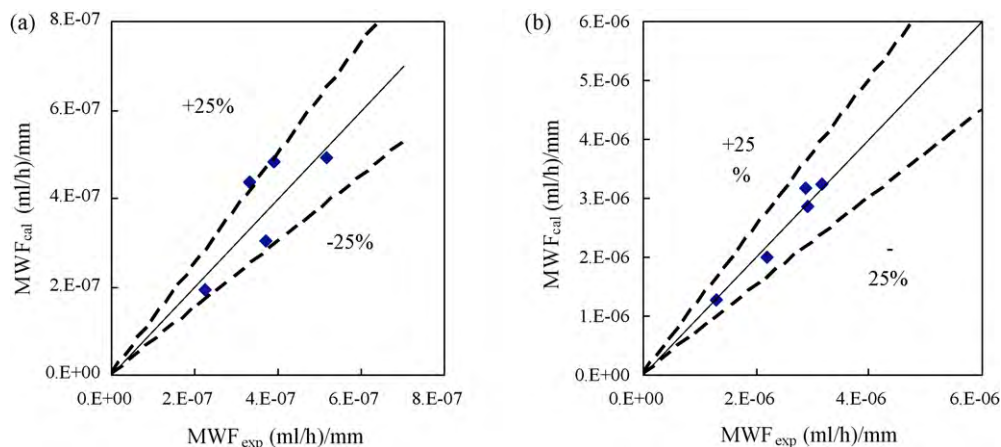 (a)
8.E-07
6.E-07
4.E-07
2.E-07
0.E+00
MWFcal (ml/h)/mm
+25%
-25%
0.E+00 2.E-07 4.E-07 6.E-07 8.E-07
MWFexp (ml/h)/mm
(b)
6.E-06
5.E-06
4.E-06
3.E-06
2.E-06
1.E-06
0.E+00
MWFcal (ml/h)/mm
+25
%
-
25%
0.E+00 2.E-06 4.E-06 6.E-06
MWFexp (ml/h)/mm